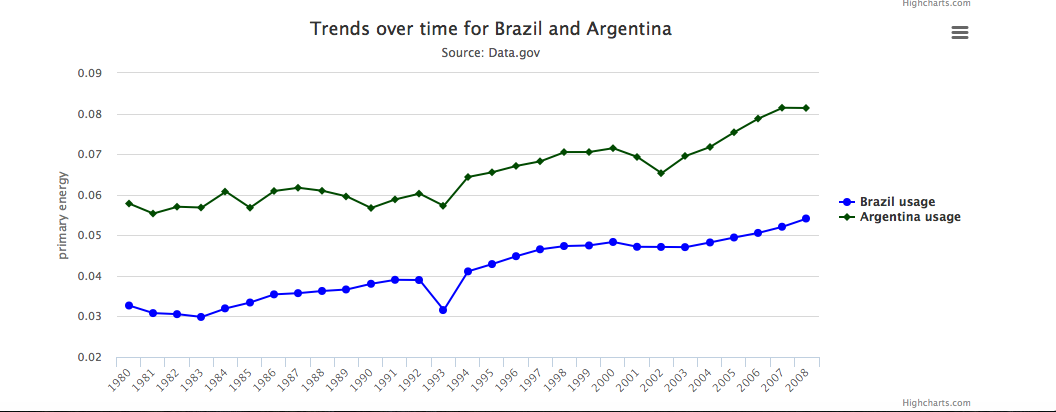 Highcharts.com
Trends over time for Brazil and Argentina
Source: Data.gov
primary energy
0.09
0.08
0.07
0.06
0.05
0.04
0.03
0.02
1980 1981 1982 1983 1984 1985 1986 1987 1988 1989 1990 1991 1992 1993 1994 1995 1996 1997 1998 1999 2000 2001 2002 2003 2004 2005 2006 2007 2008
Brazil usage
Argentina usage
Highcharts.com